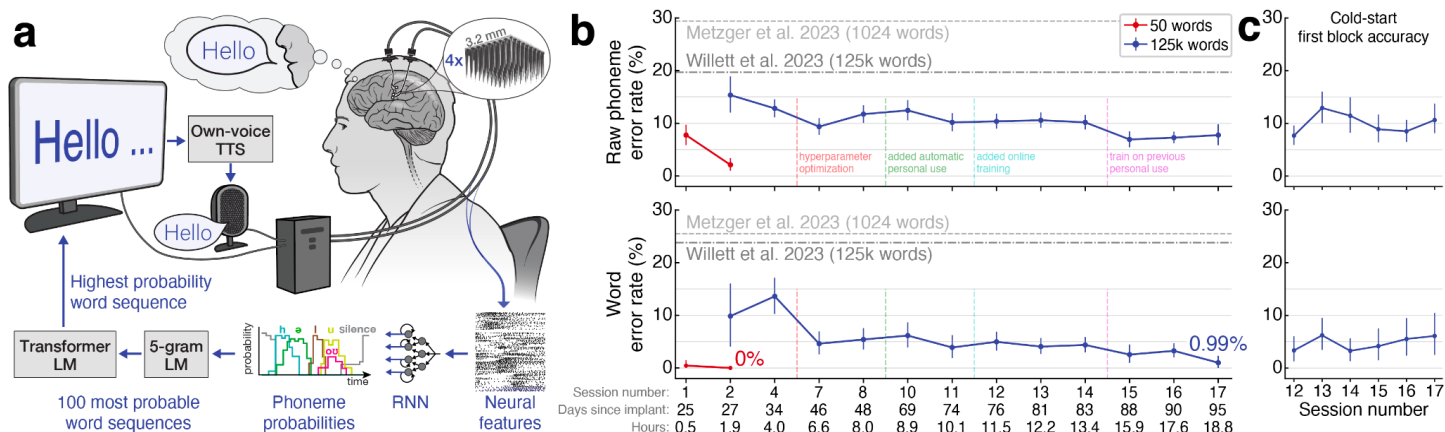 a
Hello
3.2 mm
4x
Hello ...
Own-voice
TTS
Hello
Highest probability
word sequence
Transformer
LM
5-gram
LM
probability
h e l u silence
ou
time
100 most probable
word sequences
Phoneme
probabilities
RNN
Neural
features
b
Raw phoneme
error rate (%)
30
20
10
0
Metzger et al. 2023 (1024 words)
Willett et al. 2023 (125k words)
50 words
125k words
hyperparameter
optimization
added automatic
personal use
added online
training
train on previous
personal use
Word
error rate (%)
30
20
10
0
Metzger et al. 2023 (1024 words)
Willett et al. 2023 (125k words)
0%
0.99%
Session number: 1 2 4 7 8 10 11 12 13 14 15 16 17
Days since implant: 25 27 34 46 48 69 74 76 81 83 88 90 95
Hours: 0.5 1.9 4.0 6.6 8.0 8.9 10.1 11.5 12.2 13.4 15.9 17.6 18.8
c
Cold-start
first block accuracy
30
20
10
0
30
20
10
0
12 13 14 15 16 17
Session number